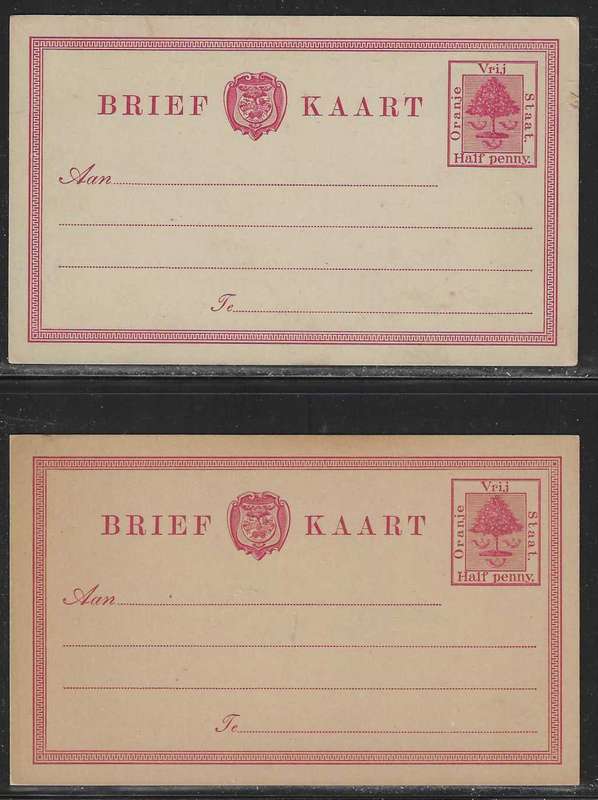 BRIEF KAART
Oranje Vrij Staat.
Half penny.
Aan
Te
BRIEF KAART
Oranje Vrij Staat.
Half penny.
Aan
Te